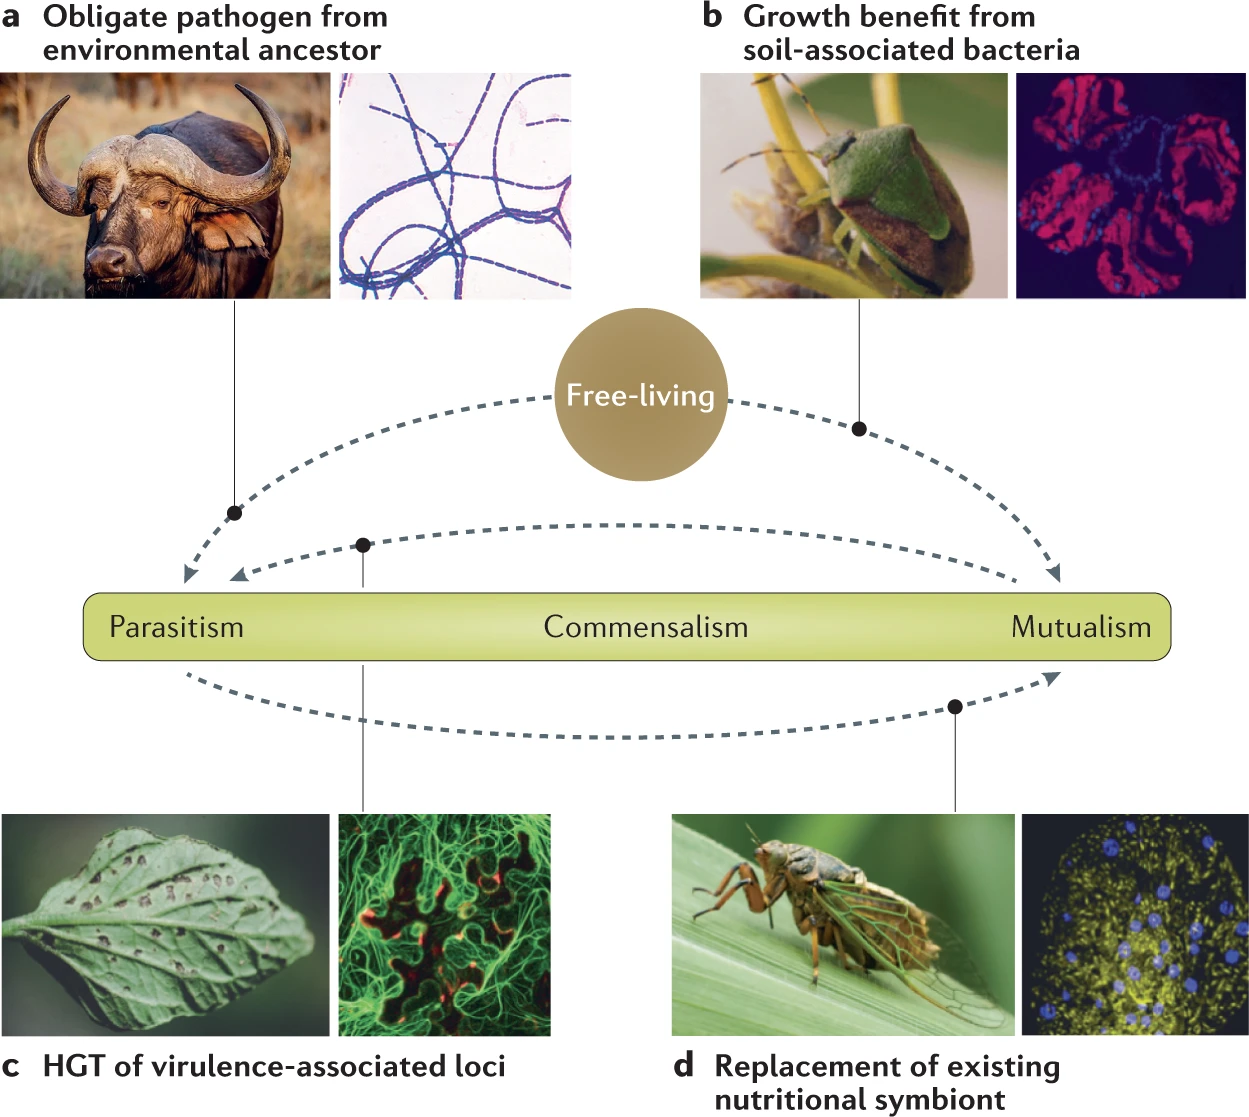 a Obligate pathogen from
environmental ancestor
b Growth benefit from
soil-associated bacteria
Free-living
Parasitism
Commensalism
Mutualism
c HGT of virulence-associated loci
d Replacement of existing
nutritional symbiont